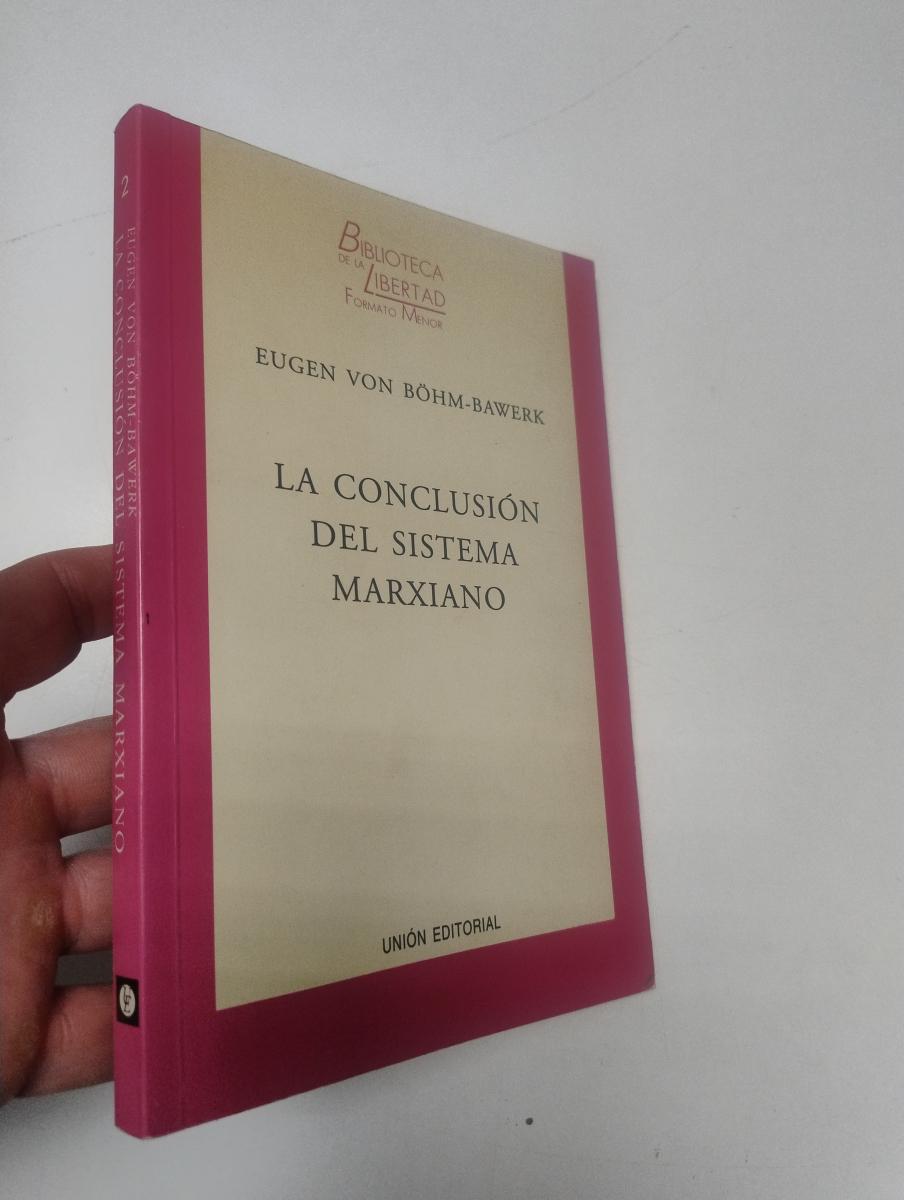 BIBLIOTECA
DE LA
LIBERTAD
FORMATO MENOR
EUGEN VON BÖHM-BAWERK
LA CONCLUSIÓN
DEL SISTEMA
MARXIANO
UNIÓN EDITORIAL
2
EUGEN VON BÖHM-BAWERK
LA CONCLUSIÓN DEL SISTEMA MARXIANO